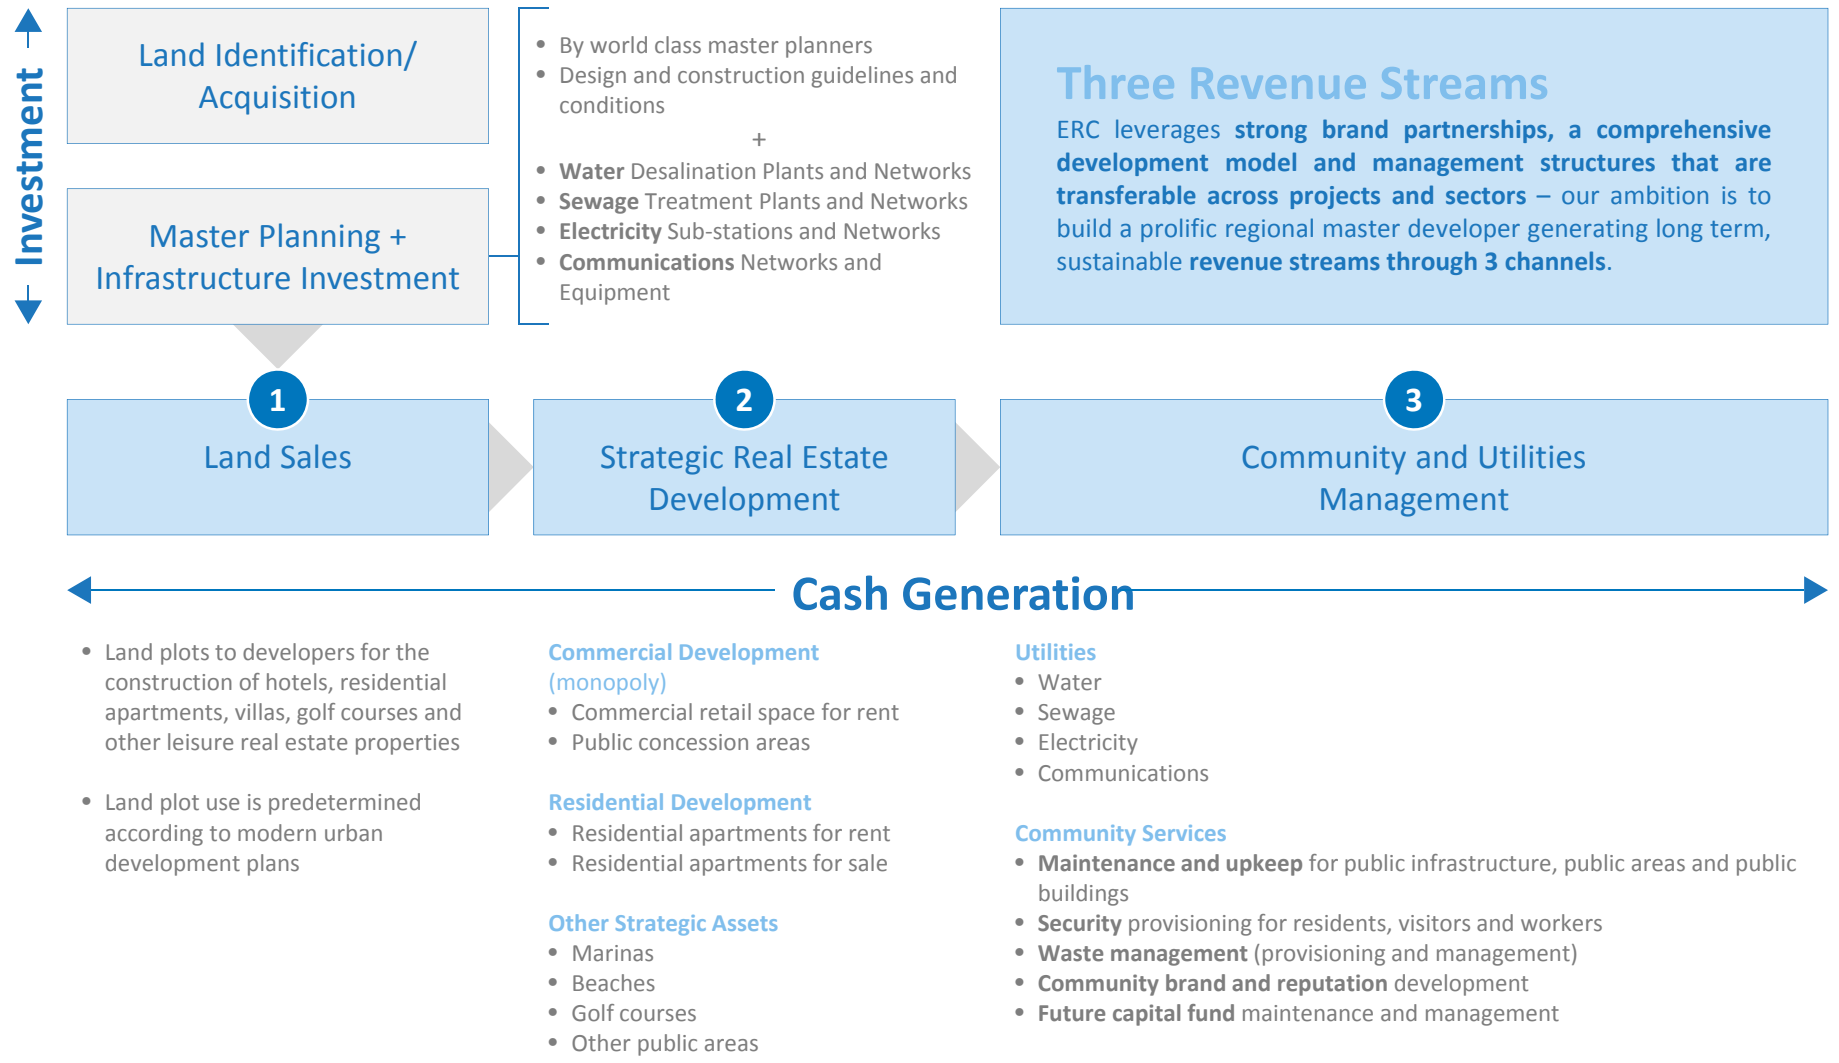 Investment
Land Identification/
Acquisition
Master Planning +
Infrastructure Investment
• By world class master planners
• Design and construction guidelines and
conditions
+
• Water Desalination Plants and Networks
• Sewage Treatment Plants and Networks
• Electricity Sub-stations and Networks
• Communications Networks and
Equipment
Three Revenue Streams
ERC leverages strong brand partnerships, a comprehensive
development model and management structures that are
transferable across projects and sectors – our ambition is to
build a prolific regional master developer generating long term,
sustainable revenue streams through 3 channels.
1
Land Sales
2
Strategic Real Estate
Development
3
Community and Utilities
Management
Cash Generation
• Land plots to developers for the
construction of hotels, residential
apartments, villas, golf courses and
other leisure real estate properties
• Land plot use is predetermined
according to modern urban
development plans
Commercial Development
(monopoly)
• Commercial retail space for rent
• Public concession areas
Residential Development
• Residential apartments for rent
• Residential apartments for sale
Other Strategic Assets
• Marinas
• Beaches
• Golf courses
• Other public areas
Utilities
• Water
• Sewage
• Electricity
• Communications
Community Services
• Maintenance and upkeep for public infrastructure, public areas and public
buildings
• Security provisioning for residents, visitors and workers
• Waste management (provisioning and management)
• Community brand and reputation development
• Future capital fund maintenance and management